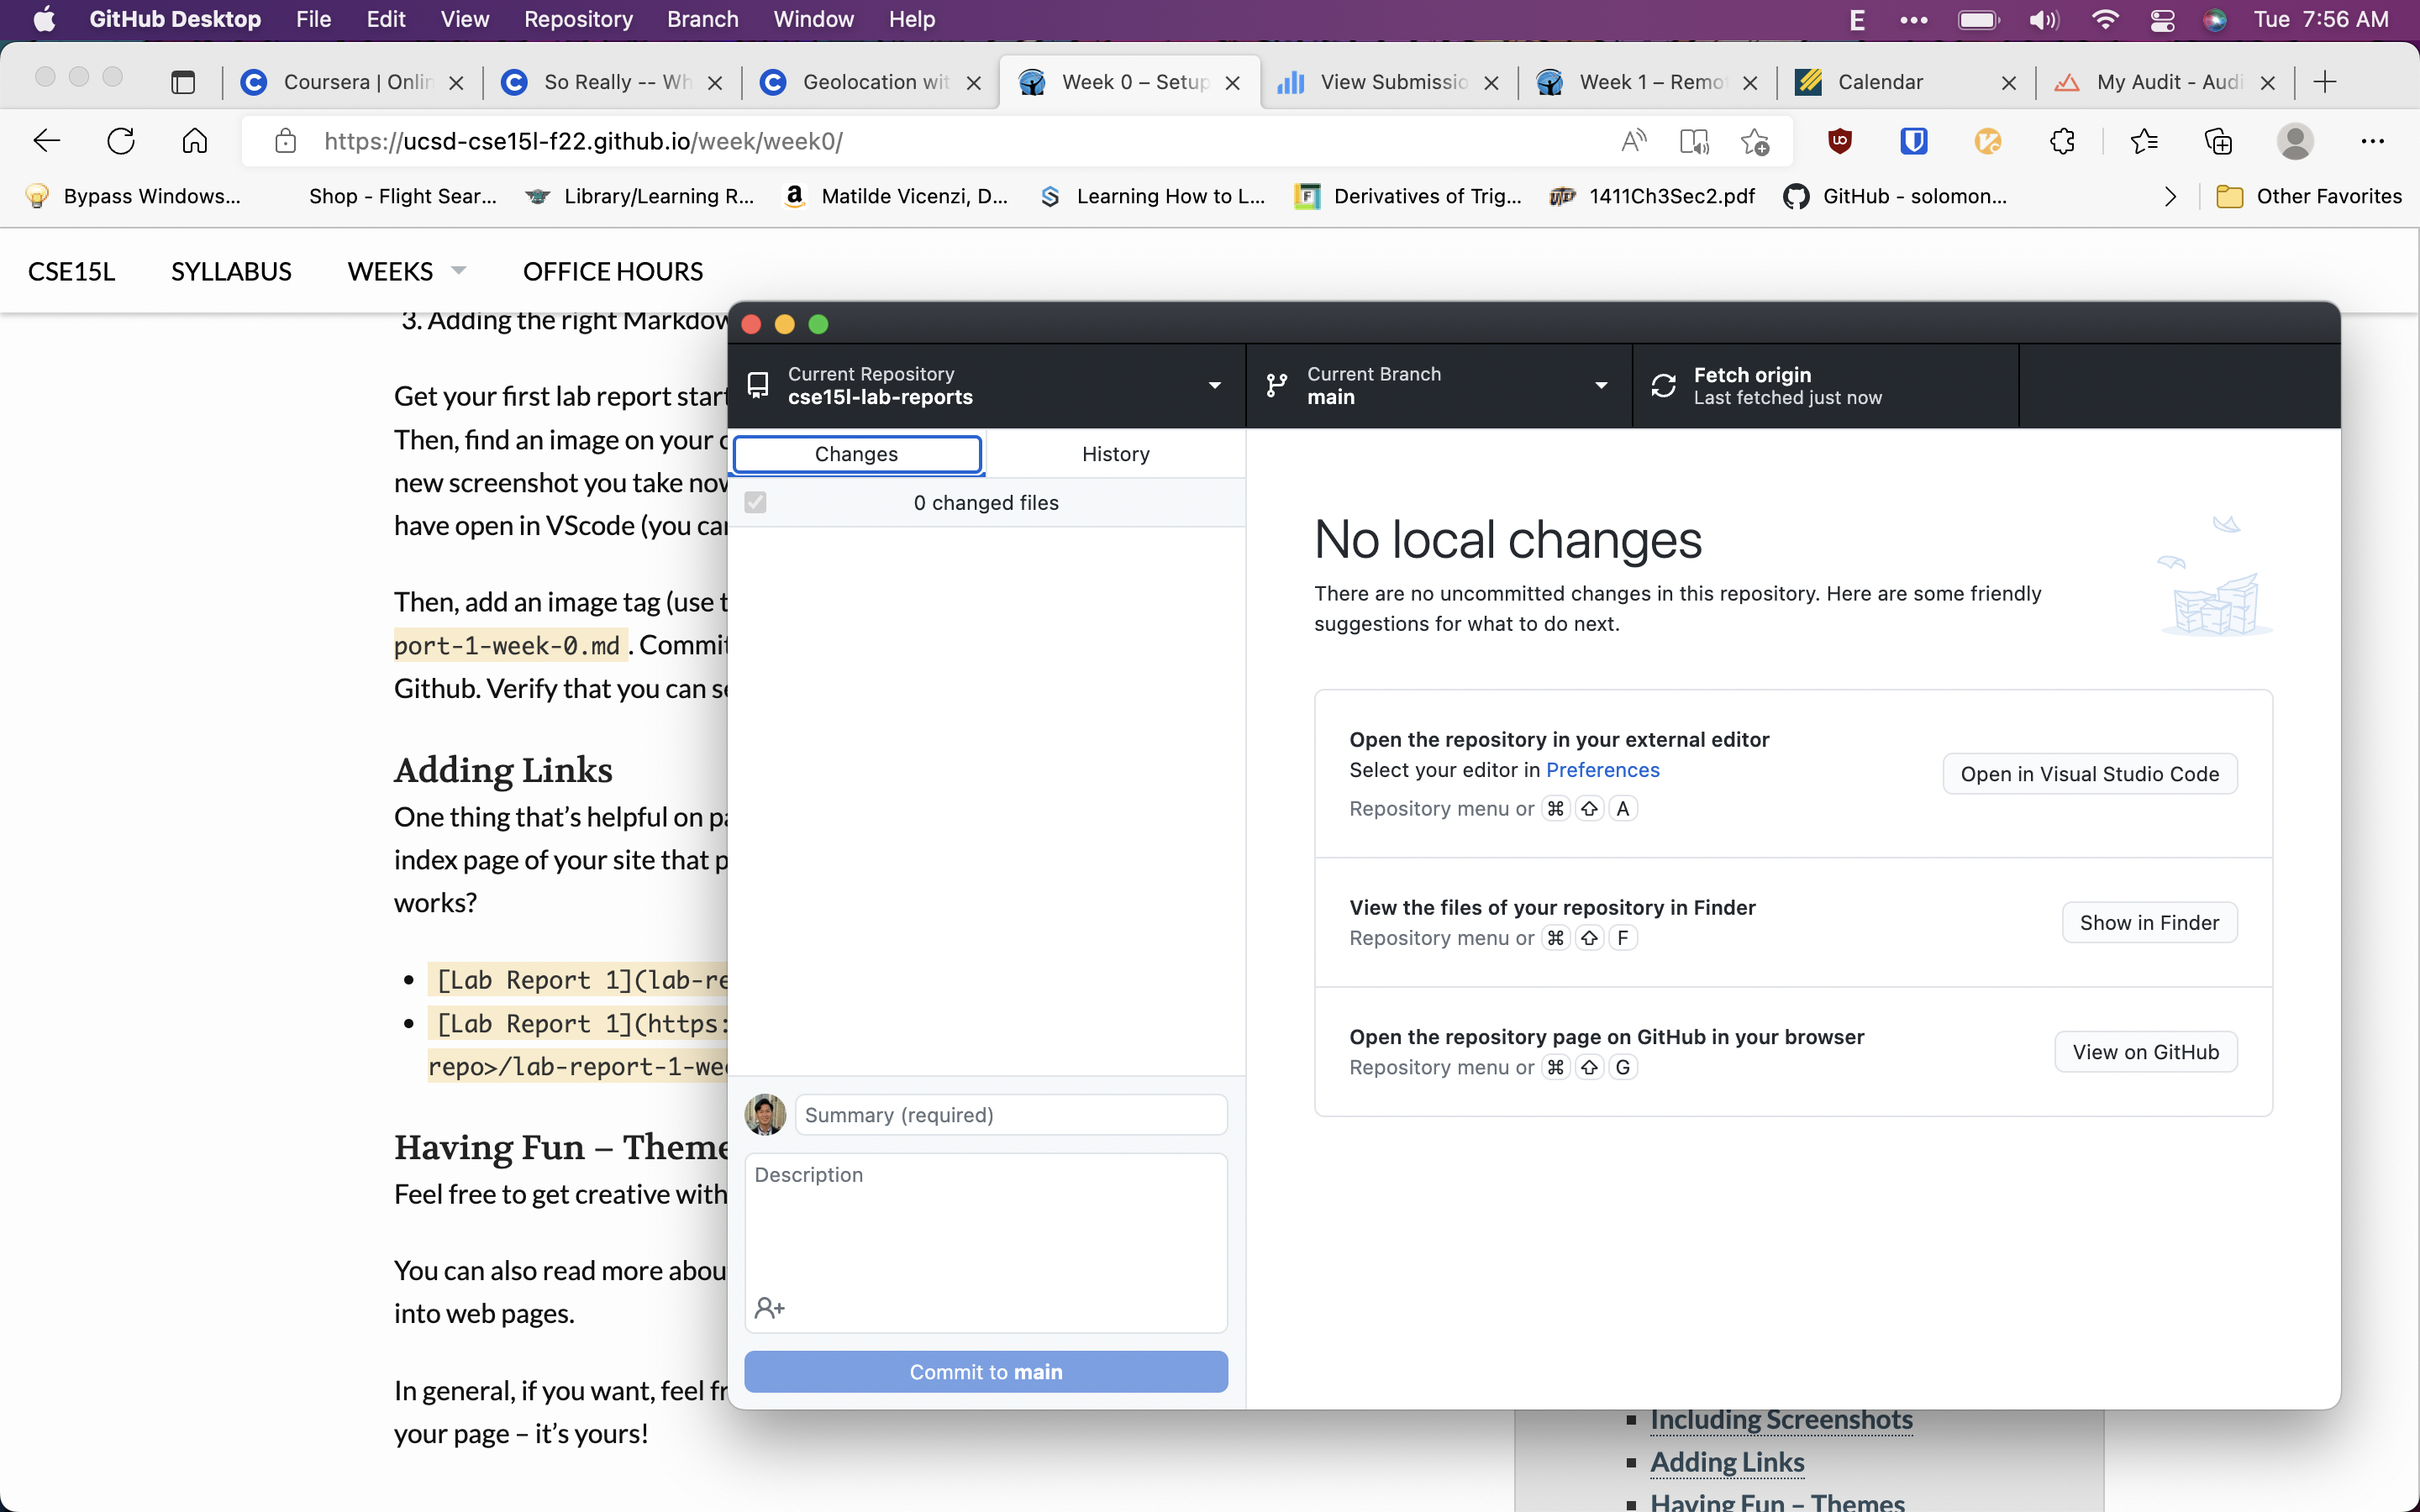 GitHub Desktop File Edit View Repository Branch Window Help E Tue 7:56 AM
Coursera | Onlin So Really -- Wh Geolocation wit Week 0 – Setup View Submissio Week 1 – Remo Calendar My Audit - Audi
https://ucsd-cse15l-f22.github.io/week/week0/
Bypass Windows... Shop - Flight Sear... Library/Learning R... Matilde Vicenzi, D... Learning How to L... Derivatives of Trig... 1411Ch3Sec2.pdf GitHub - solomon... Other Favorites
CSE15L SYLLABUS WEEKS OFFICE HOURS
3. Adding the right Markdow
Get your first lab report start
Then, find an image on your
new screenshot you take now
have open in VScode (you can
Then, add an image tag (use
port-1-week-0.md . Commit
Github. Verify that you can
Adding Links
One thing that's helpful on
index page of your site that
works?
[Lab Report 1](lab-re
[Lab Report 1](https:
repo>/lab-report-1-wee
Having Fun – Theme
Feel free to get creative with
You can also read more abou
into web pages.
In general, if you want, feel fr
your page – it's yours!
Current Repository
cse15l-lab-reports
Current Branch
main
Fetch origin
Last fetched just now
Changes History
0 changed files
Summary (required)
Description
Commit to main
No local changes
There are no uncommitted changes in this repository. Here are some friendly
suggestions for what to do next.
Open the repository in your external editor
Select your editor in Preferences
Repository menu or ⌘ ⇧ A
Open in Visual Studio Code
View the files of your repository in Finder
Repository menu or ⌘ ⇧ F
Show in Finder
Open the repository page on GitHub in your browser
Repository menu or ⌘ ⇧ G
View on GitHub
Including Screenshots
Adding Links
Having Fun – Themes